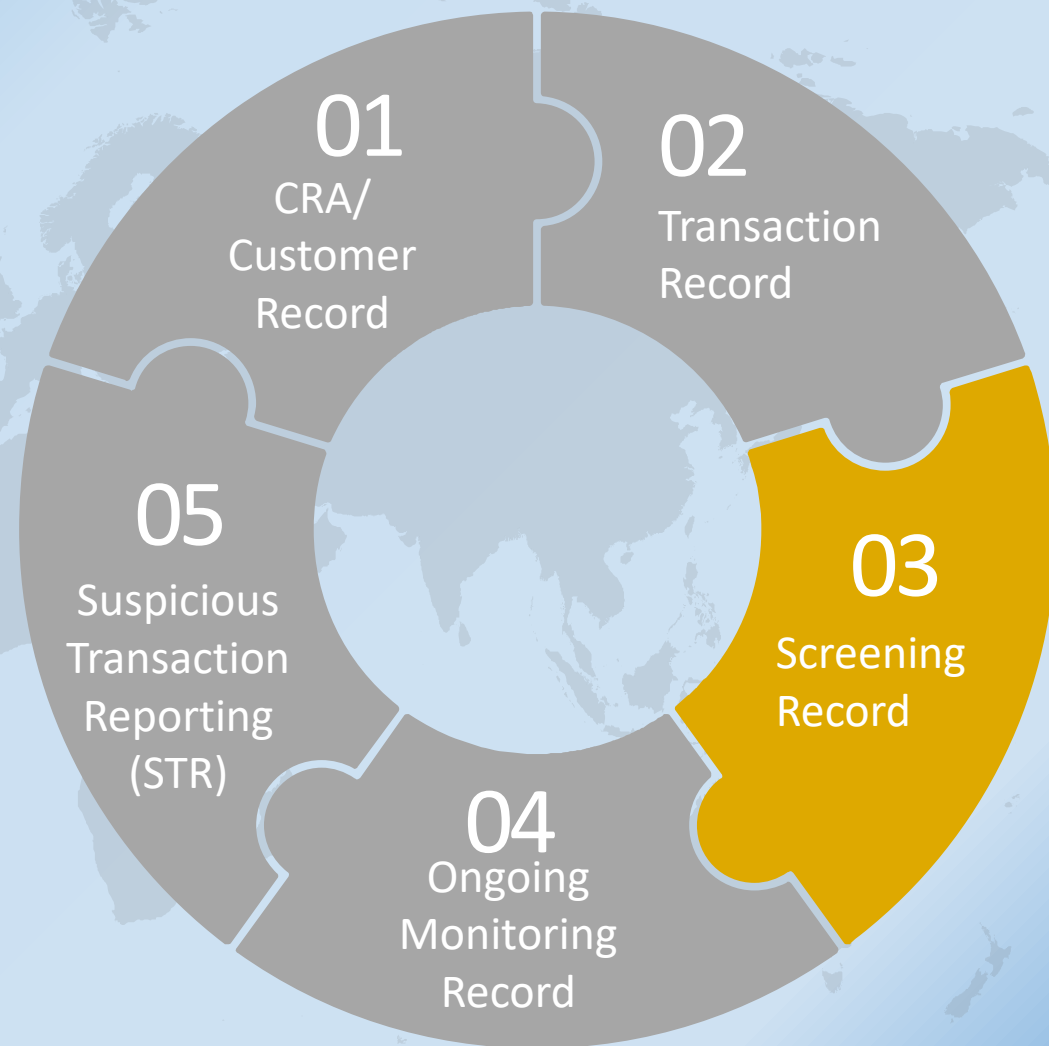 01
CRA/
Customer
Record
02
Transaction
Record
03
Screening
Record
04
Ongoing
Monitoring
Record
05
Suspicious
Transaction
Reporting
(STR)